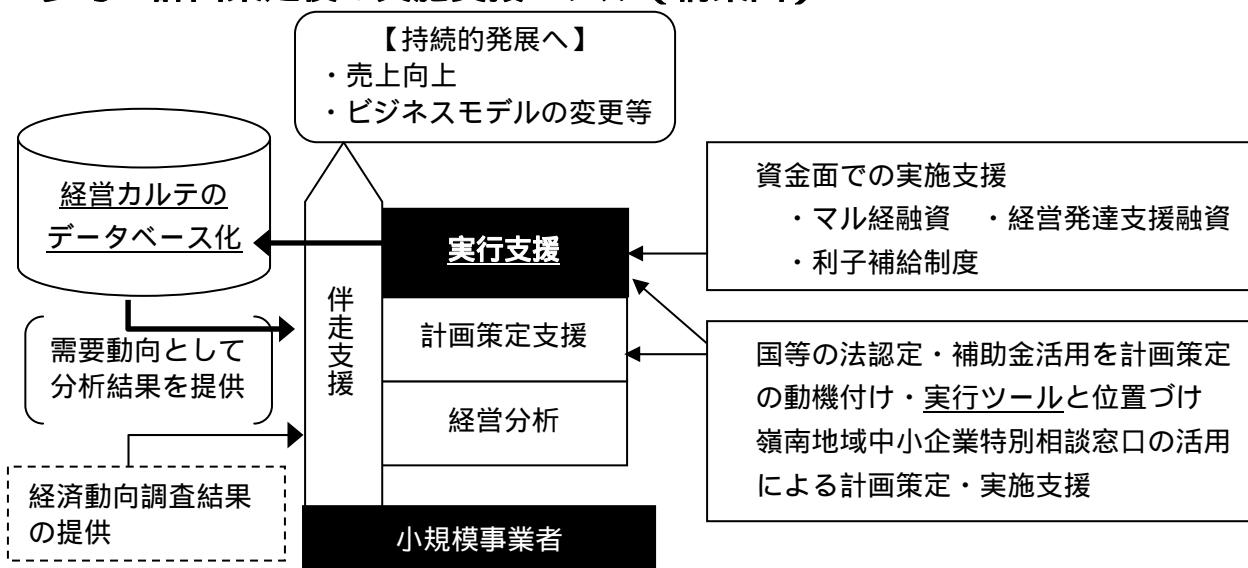 【持続的発展へ】
・売上向上
・ビジネスモデルの変更等
経営カルテの
データベース化
需要動向として
分析結果を提供
経済動向調査結果
の提供
伴走支援
実行支援
計画策定支援
経営分析
小規模事業者
資金面での実施支援
・マル経融資 ・経営発達支援融資
・利子補給制度
国等の法認定・補助金活用を計画策定
の動機付け・実行ツールと位置づけ
嶺南地域中小企業特別相談窓口の活用
による計画策定・実施支援